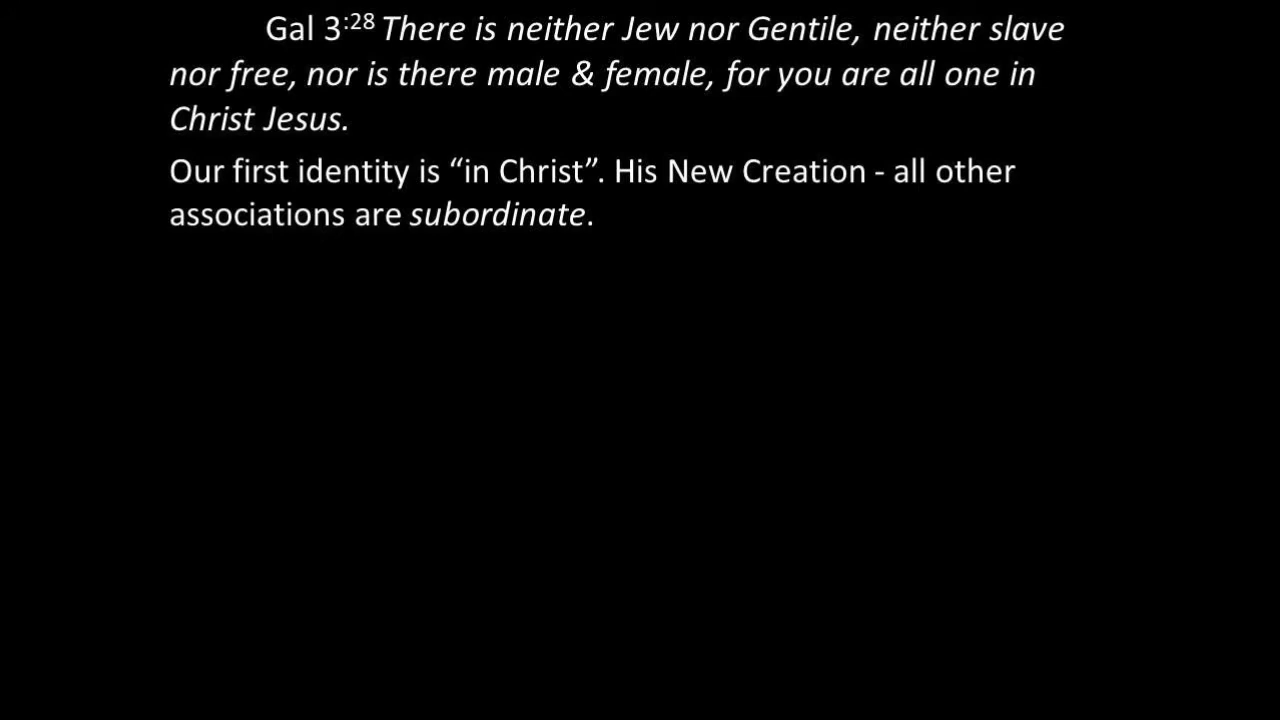 Gal 3:28 There is neither Jew nor Gentile, neither slave
nor free, nor is there male & female, for you are all one in
Christ Jesus.
Our first identity is “in Christ”. His New Creation - all other
associations are subordinate.